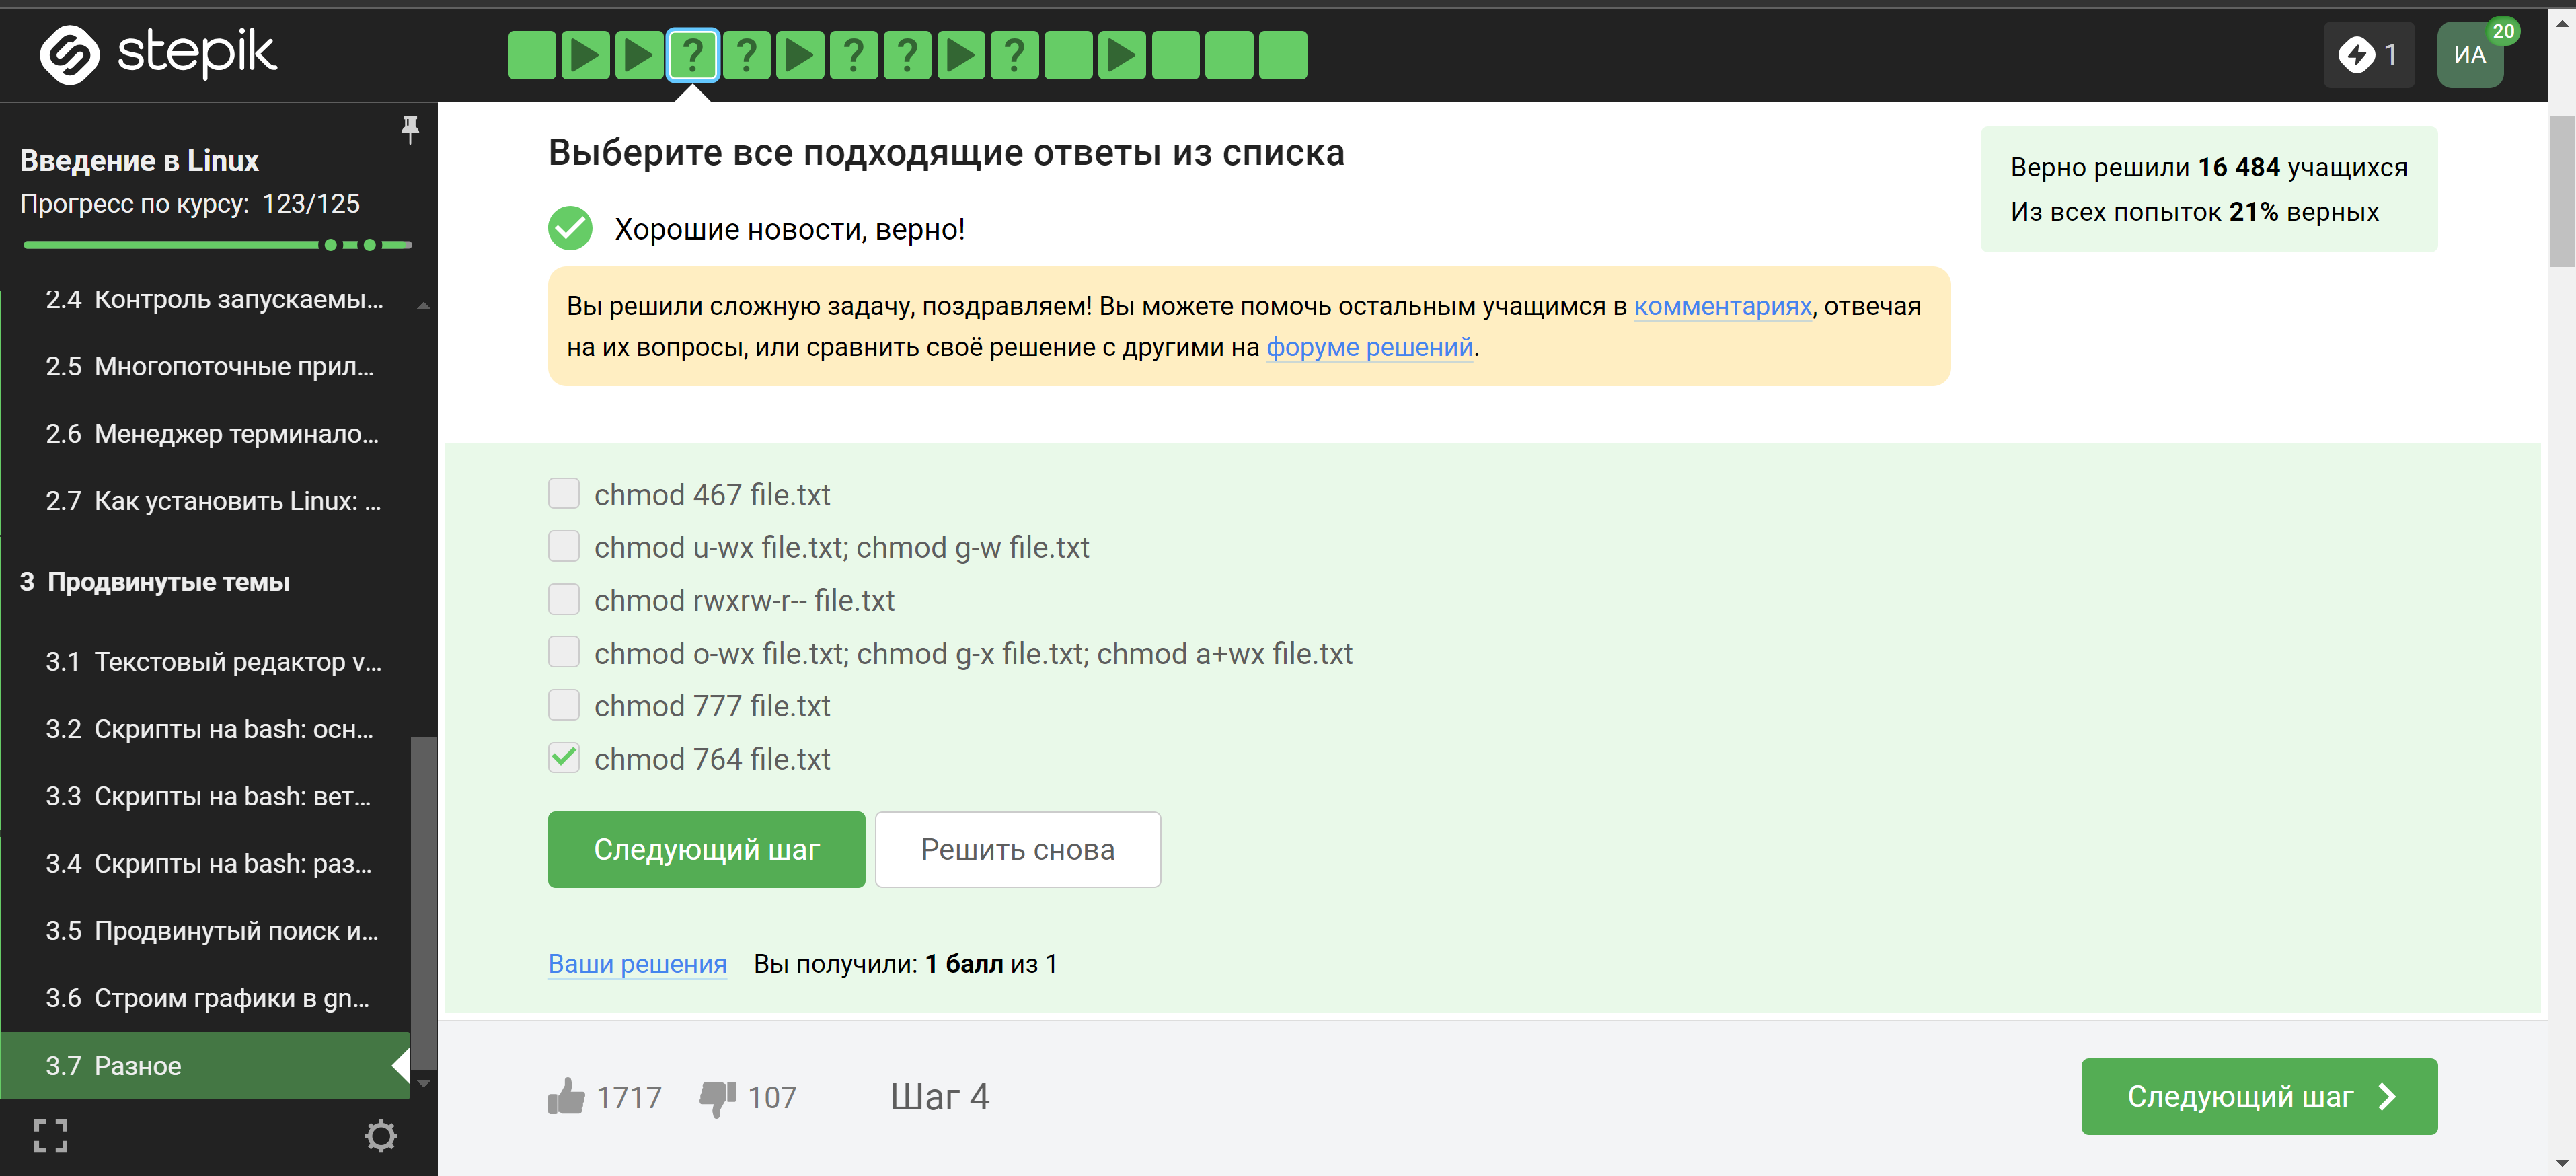 stepik
? ? ? ? ?
1
ИА
20
Введение в Linux
Прогресс по курсу: 123/125
2.4 Контроль запускаемы...
2.5 Многопоточные прил...
2.6 Менеджер терминало...
2.7 Как установить Linux: ...
3 Продвинутые темы
3.1 Текстовый редактор v...
3.2 Скрипты на bash: осн...
3.3 Скрипты на bash: вет...
3.4 Скрипты на bash: раз...
3.5 Продвинутый поиск и...
3.6 Строим графики в gn...
3.7 Разное
Выберите все подходящие ответы из списка
Хорошие новости, верно!
Верно решили 16 484 учащихся
Из всех попыток 21% верных
Вы решили сложную задачу, поздравляем! Вы можете помочь остальным учащимся в комментариях, отвечая
на их вопросы, или сравнить своё решение с другими на форуме решений.
chmod 467 file.txt
chmod u-wx file.txt; chmod g-w file.txt
chmod rwxrw-r-- file.txt
chmod o-wx file.txt; chmod g-x file.txt; chmod a+wx file.txt
chmod 777 file.txt
chmod 764 file.txt
Следующий шаг
Решить снова
Ваши решения Вы получили: 1 балл из 1
1717
107
Шаг 4
Следующий шаг